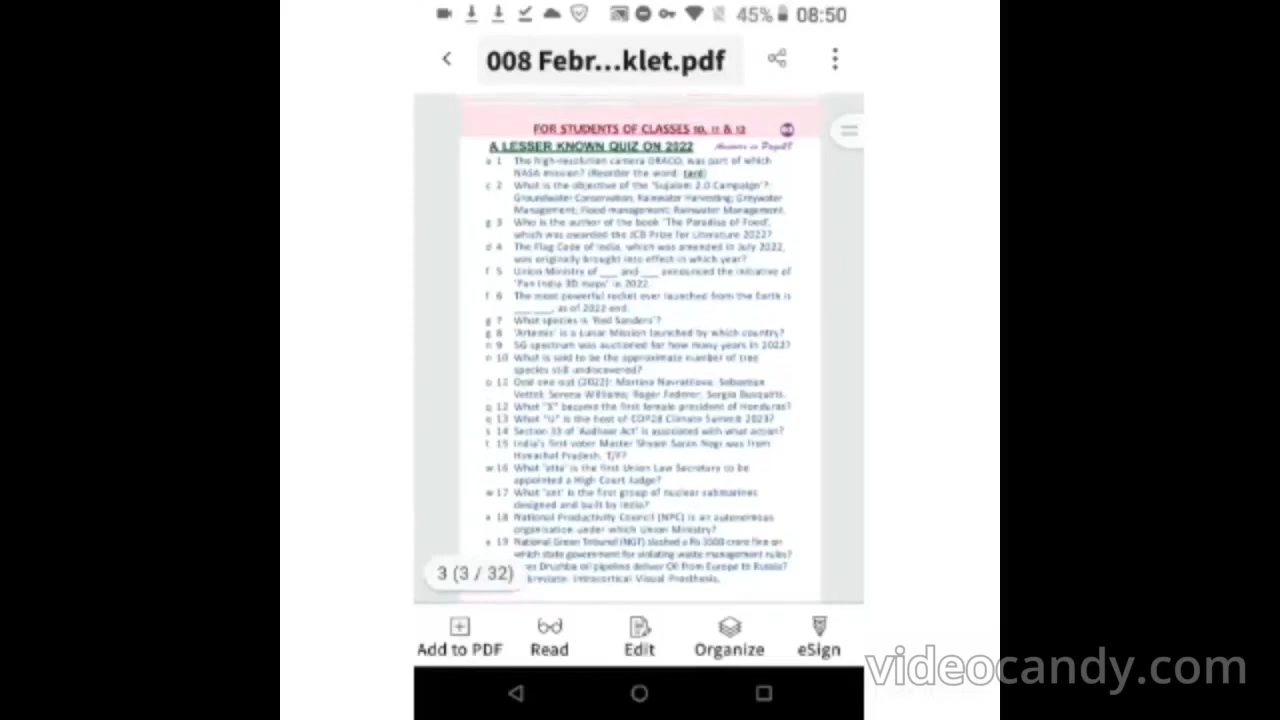 45% 08:50
008 Febr...klet.pdf
FOR STUDENTS OF CLASSES 10, 11 & 12
A LESSER KNOWN QUIZ ON 2022
1 The high-resolution camera DRACO, was part of which
NASA mission? (Reorder the word: tard)
c 2 What is the objective of the 'Sujalam 2.0 Campaign'?:
Groundwater Conservation; Rainwater Harvesting; Greywater
Management; Flood management; Rainwater Management.
g 3 Who is the author of the book 'The Paradise of Food',
which was awarded the JCB Prize for Literature 2022?
d 4 The Flag Code of India, which was amended in July 2022,
was originally brought into effect in which year?
f 5 Union Ministry of ___ and ___ announced the initiative of
'Pan India 3D maps' in 2022.
f 6 The most powerful rocket ever launched from the Earth is
___ ___, as of 2022 end.
g 7 What species is 'Red Sanders'?
g 8 'Artemis' is a Lunar Mission launched by which country?
n 9 5G spectrum was auctioned for how many years in 2022?
n 10 What is said to be the approximate number of tree
species still undiscovered?
o 11 Odd one out (2022): Martina Navratilova; Sebastian
Vettel; Serena Williams; Roger Federer; Sergio Busquets.
q 12 What "X" became the first female president of Honduras?
q 13 What "U" is the host of COP28 Climate Summit 2023?
s 14 Section 33 of 'Aadhaar Act' is associated with what action?
t 15 India's first voter Master Shyam Saran Negi was from
Himachal Pradesh. T/F?
w 16 What 'atta' is the first Union Law Secretary to be
appointed a High Court Judge?
w 17 What 'ant' is the first group of nuclear submarines
designed and built by India?
18 National Productivity Council (NPC) is an autonomous
organisation under which Union Ministry?
19 National Green Tribunal (NGT) slashed a Rs 3500 crore fine on
which state government for violating waste management rules?
Druzhba oil pipeline deliver Oil from Europe to Russia?
Intracortical Visual Prosthesis.
3 (3 / 32)
Add to PDF Read Edit Organize eSign
videocandy.com